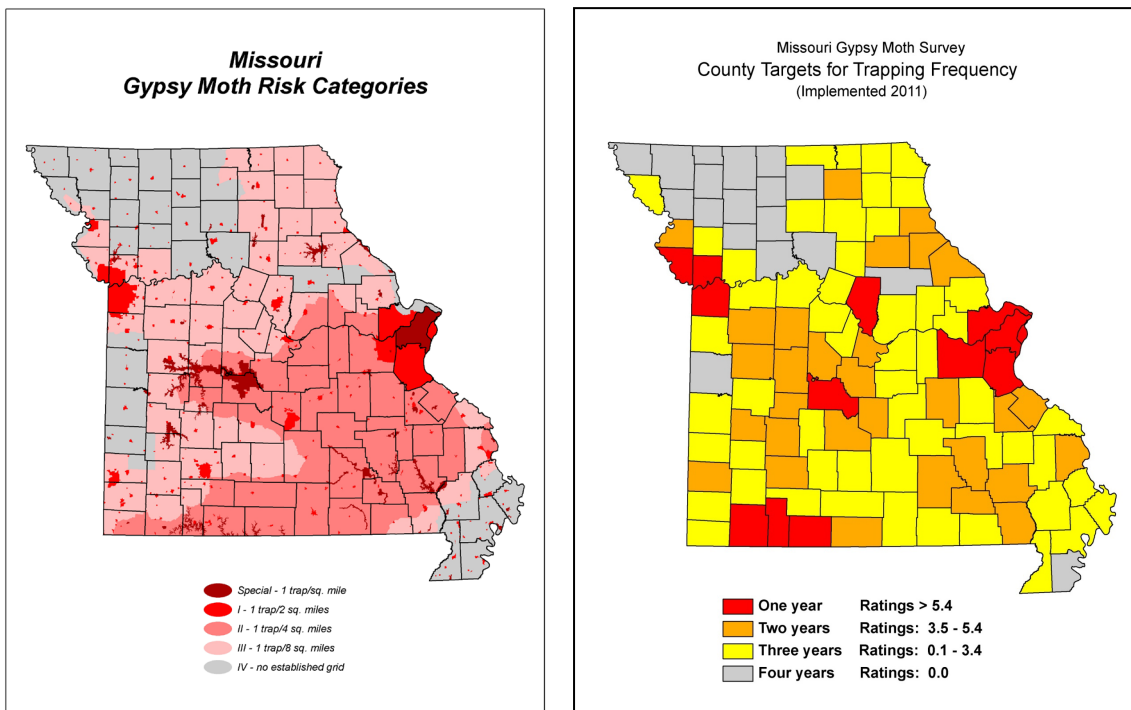 Missouri
Gypsy Moth Risk Categories
Special - 1 trap/sq. mile
I - 1 trap/2 sq. miles
II - 1 trap/4 sq. miles
III - 1 trap/8 sq. miles
IV - no established grid
Missouri Gypsy Moth Survey
County Targets for Trapping Frequency
(Implemented 2011)
One year Ratings > 5.4
Two years Ratings: 3.5 - 5.4
Three years Ratings: 0.1 - 3.4
Four years Ratings: 0.0